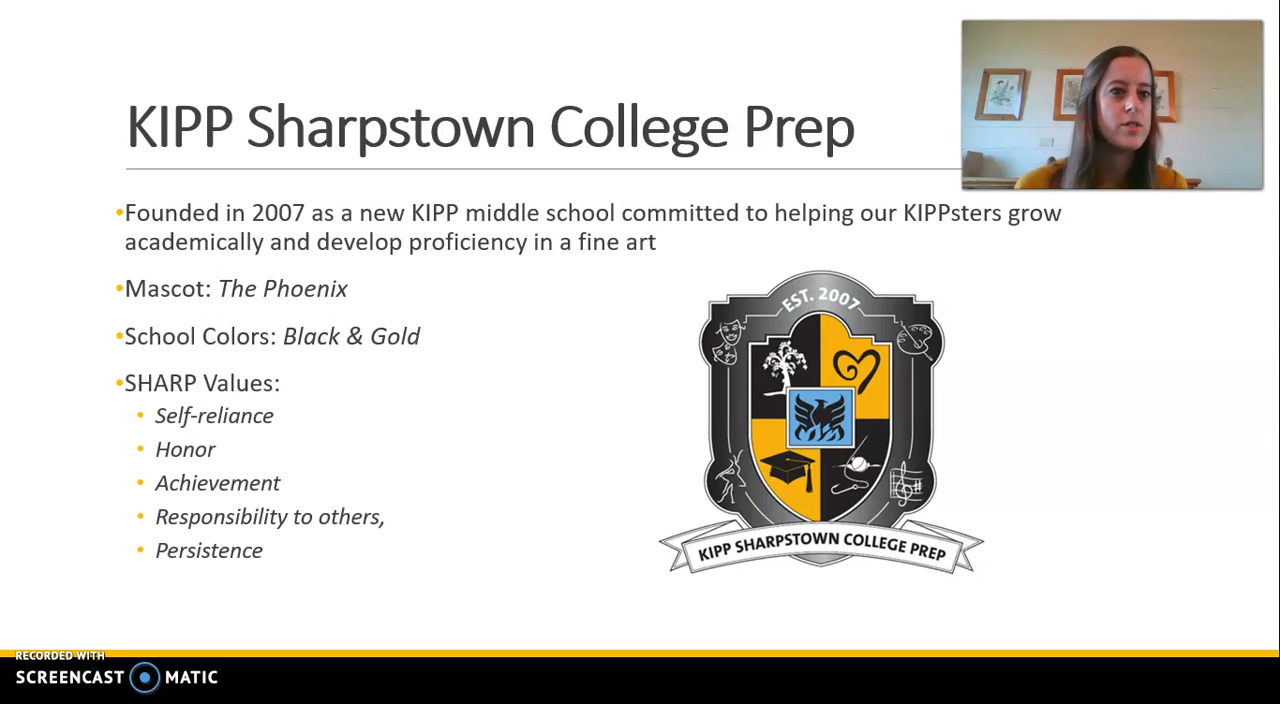 KIPP Sharpstown College Prep
•Founded in 2007 as a new KIPP middle school committed to helping our KIPPsters grow
academically and develop proficiency in a fine art
•Mascot: The Phoenix
•School Colors: Black & Gold
•SHARP Values:
• Self-reliance
• Honor
• Achievement
• Responsibility to others,
• Persistence
EST. 2007
KIPP SHARPSTOWN COLLEGE PREP
RECORDED WITH
SCREENCAST MATIC